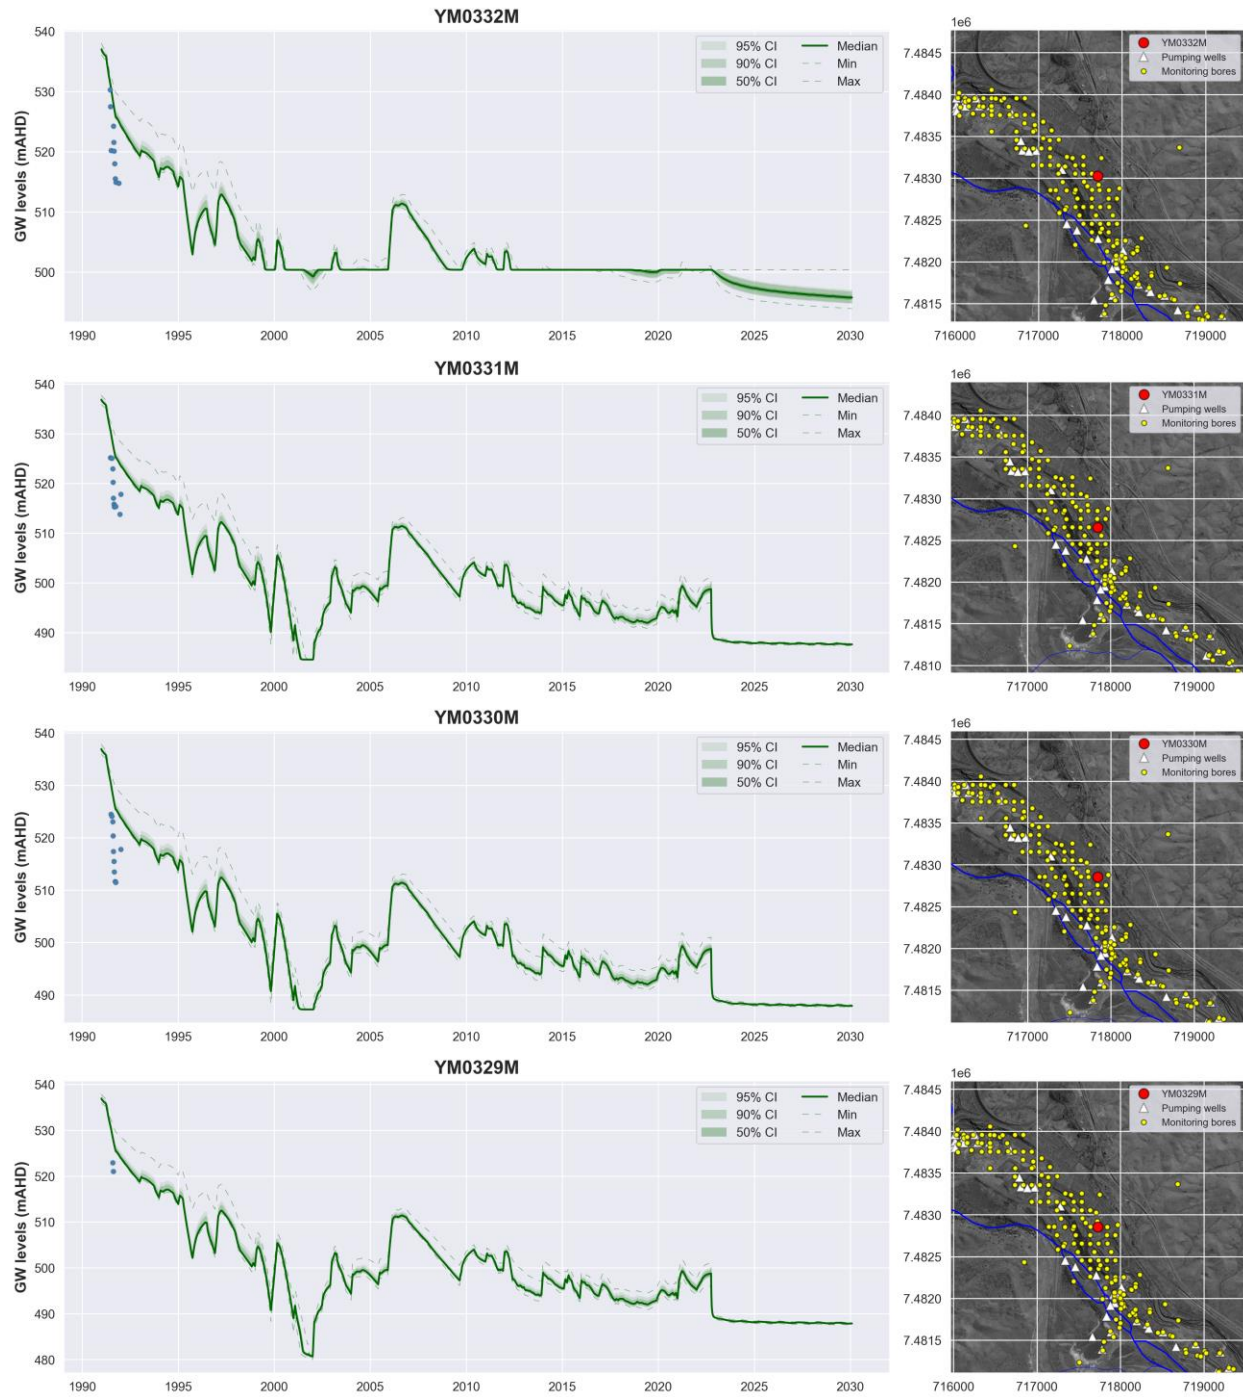 YM0332M
540
530
520
510
500
GW levels (mAHD)
1990 1995 2000 2005 2010 2015 2020 2025 2030
95% CI Median
90% CI Min
50% CI Max
1e6
7.4845
7.4840
7.4835
7.4830
7.4825
7.4820
7.4815
716000 717000 718000 719000
YM0332M
Pumping wells
Monitoring bores
YM0331M
540
530
520
510
500
490
GW levels (mAHD)
1990 1995 2000 2005 2010 2015 2020 2025 2030
95% CI Median
90% CI Min
50% CI Max
1e6
7.4840
7.4835
7.4830
7.4825
7.4820
7.4815
7.4810
717000 718000 719000
YM0331M
Pumping wells
Monitoring bores
YM0330M
540
530
520
510
500
490
GW levels (mAHD)
1990 1995 2000 2005 2010 2015 2020 2025 2030
95% CI Median
90% CI Min
50% CI Max
1e6
7.4845
7.4840
7.4835
7.4830
7.4825
7.4820
7.4815
717000 718000 719000
YM0330M
Pumping wells
Monitoring bores
YM0329M
540
530
520
510
500
490
480
GW levels (mAHD)
1990 1995 2000 2005 2010 2015 2020 2025 2030
95% CI Median
90% CI Min
50% CI Max
1e6
7.4845
7.4840
7.4835
7.4830
7.4825
7.4820
7.4815
716000 717000 718000 719000
YM0329M
Pumping wells
Monitoring bores